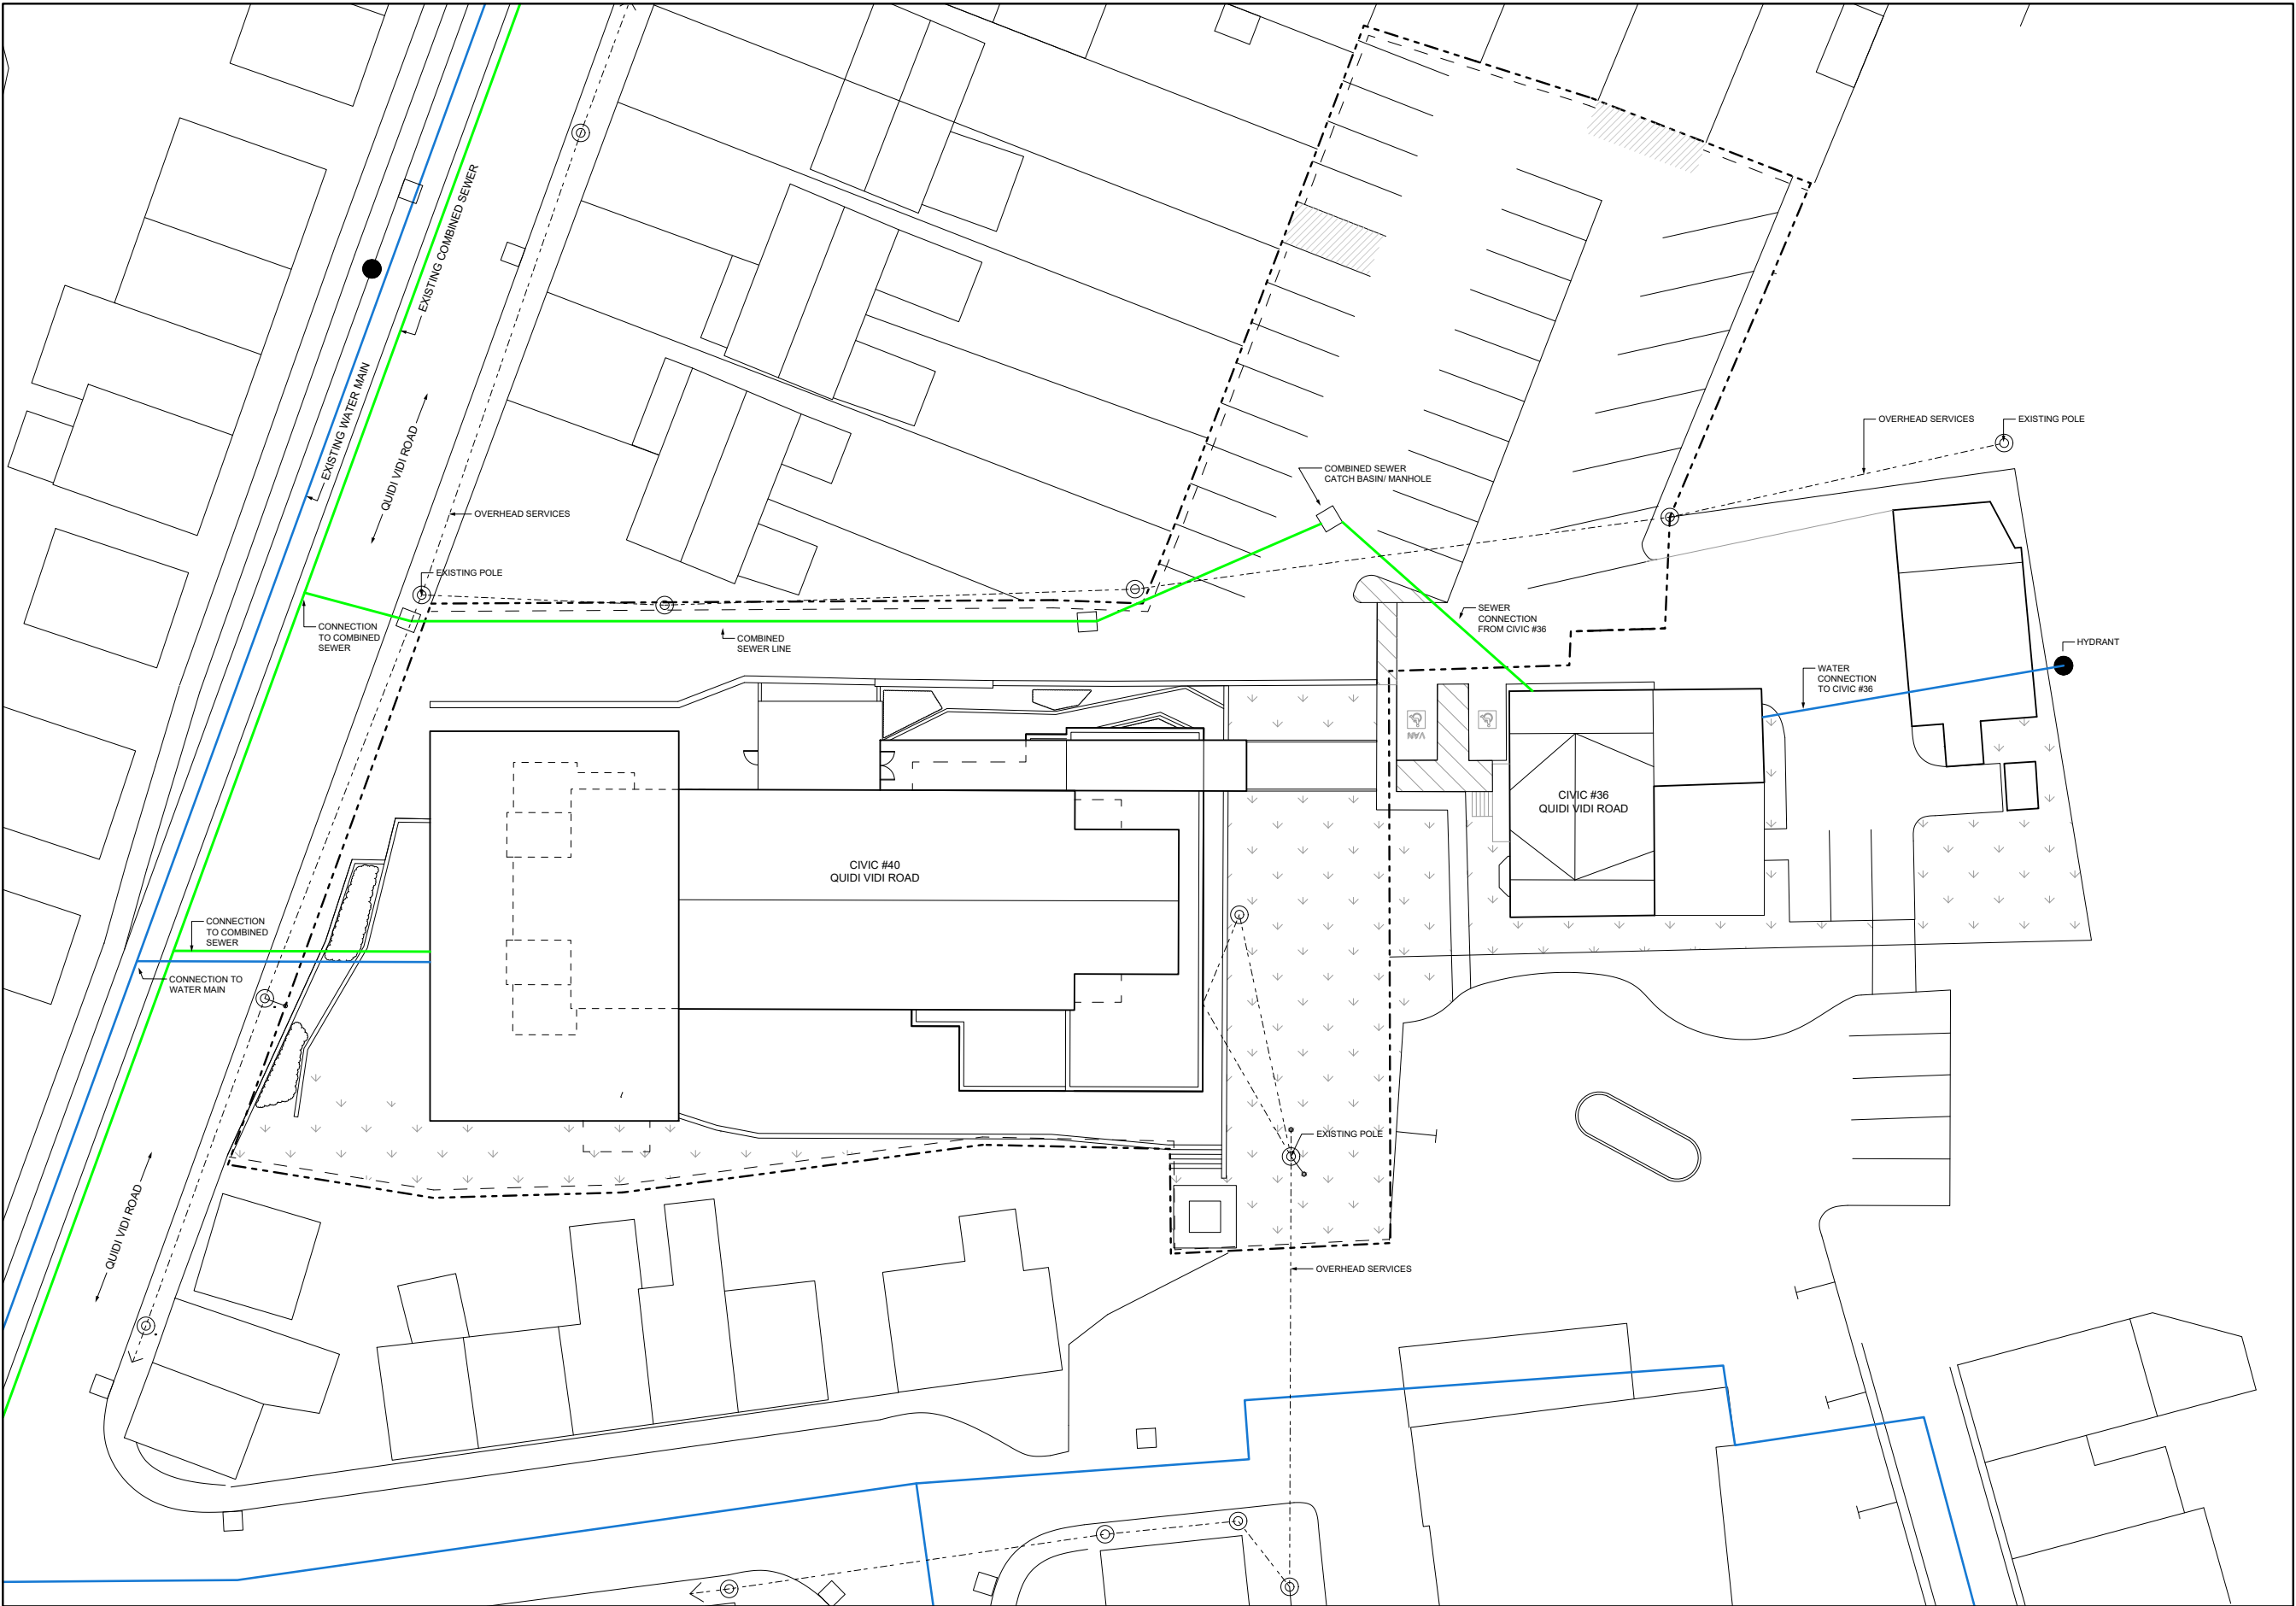 EXISTING COMBINED SEWER
EXISTING WATER MAIN
QUIDI VIDI ROAD
OVERHEAD SERVICES
EXISTING POLE
COMBINED SEWER
CATCH BASIN/ MANHOLE
OVERHEAD SERVICES
EXISTING POLE
CONNECTION
TO COMBINED
SEWER
COMBINED
SEWER LINE
SEWER
CONNECTION
FROM CIVIC #36
HYDRANT
WATER
CONNECTION
TO CIVIC #36
VAN
CIVIC #36
QUIDI VIDI ROAD
CIVIC #40
QUIDI VIDI ROAD
CONNECTION
TO COMBINED
SEWER
CONNECTION TO
WATER MAIN
EXISTING POLE
QUIDI VIDI ROAD
OVERHEAD SERVICES